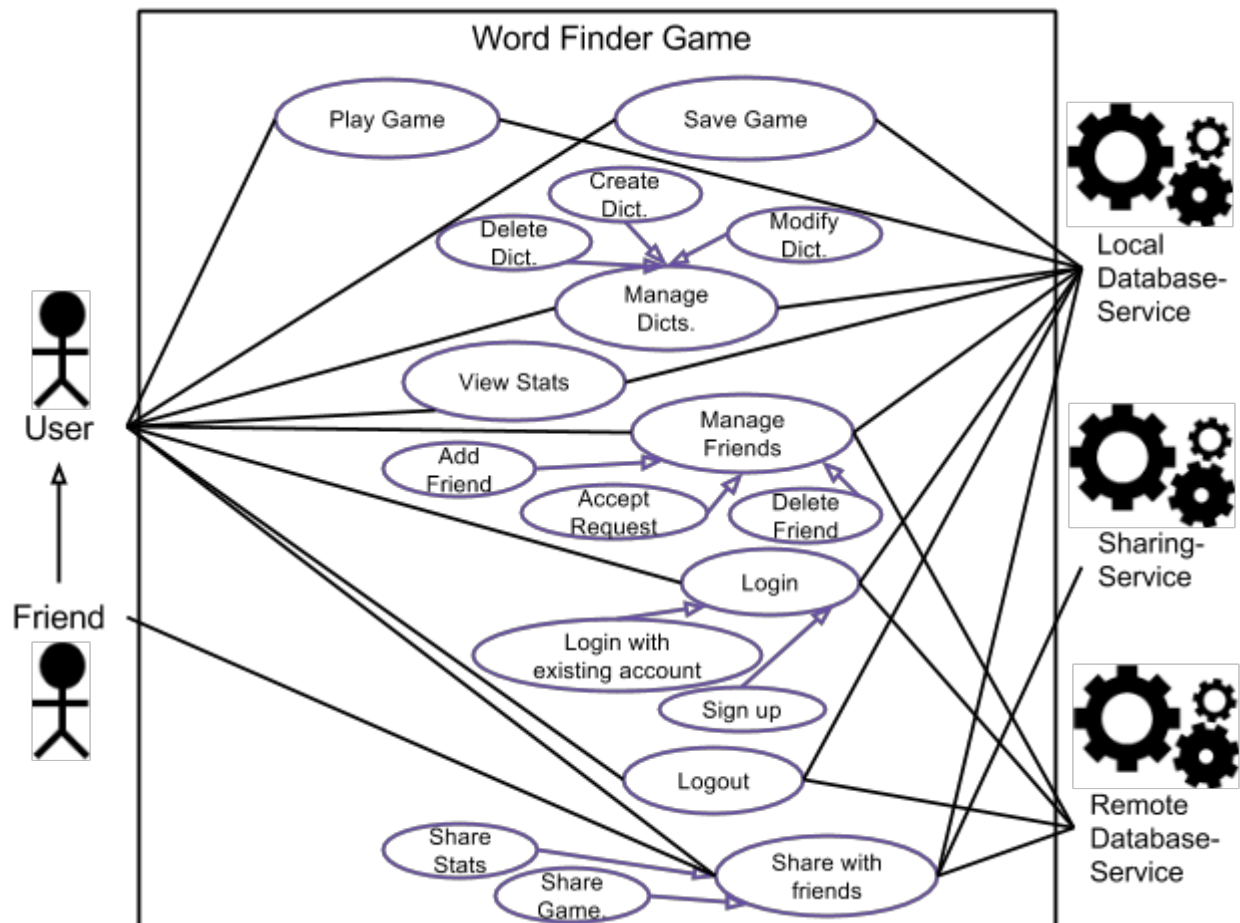 Word Finder Game
Play Game
Save Game
Create
Dict.
Delete
Dict.
Modify
Dict.
Local
Database-
Service
Manage
Dicts.
View Stats
User
Manage
Friends
Add
Friend
Accept
Request
Delete
Friend
Sharing-
Service
Login
Friend
Login with
existing account
Sign up
Logout
Remote
Database-
Service
Share
Stats
Share with
friends
Share
Game.